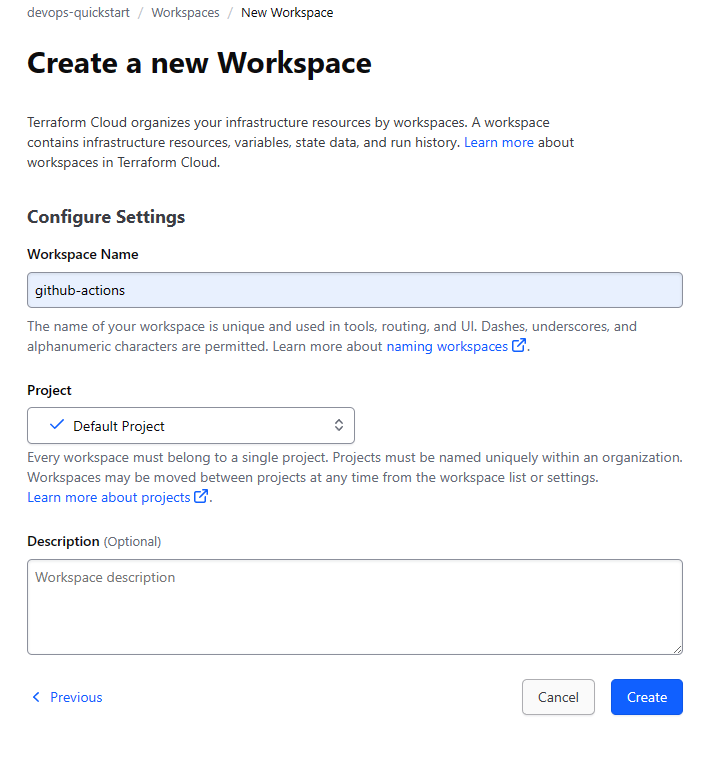 devops-quickstart / Workspaces / New Workspace
Create a new Workspace
Terraform Cloud organizes your infrastructure resources by workspaces. A workspace
contains infrastructure resources, variables, state data, and run history. Learn more about
workspaces in Terraform Cloud.
Configure Settings
Workspace Name
github-actions
The name of your workspace is unique and used in tools, routing, and UI. Dashes, underscores, and
alphanumeric characters are permitted. Learn more about naming workspaces.
Project
Default Project
Every workspace must belong to a single project. Projects must be named uniquely within an organization.
Workspaces may be moved between projects at any time from the workspace list or settings.
Learn more about projects.
Description (Optional)
Workspace description
Previous
Cancel
Create